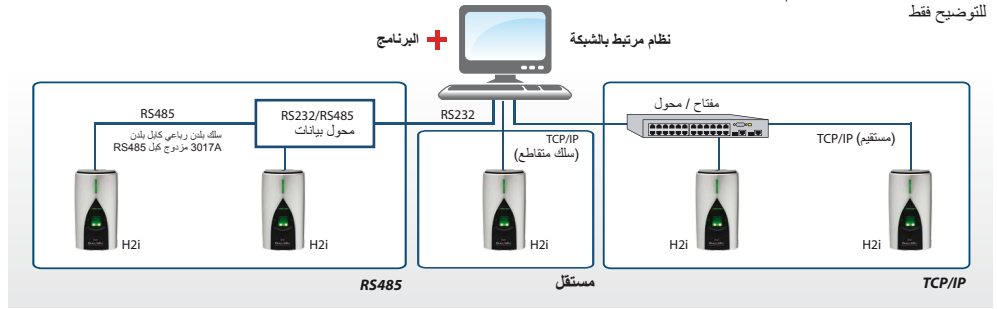 للتوضيح فقط
نظام مرتبط بالشبكة
البرنامج
RS485
سلك بلدن رباعي كابل بلدن
3017A مزدوج كبل RS485
RS232/RS485
محول بيانات
RS232
TCP/IP
(سلك متقاطع)
مفتاح / محول
TCP/IP (مستقيم)
H2i
H2i
H2i
H2i
H2i
RS485
مستقل
TCP/IP